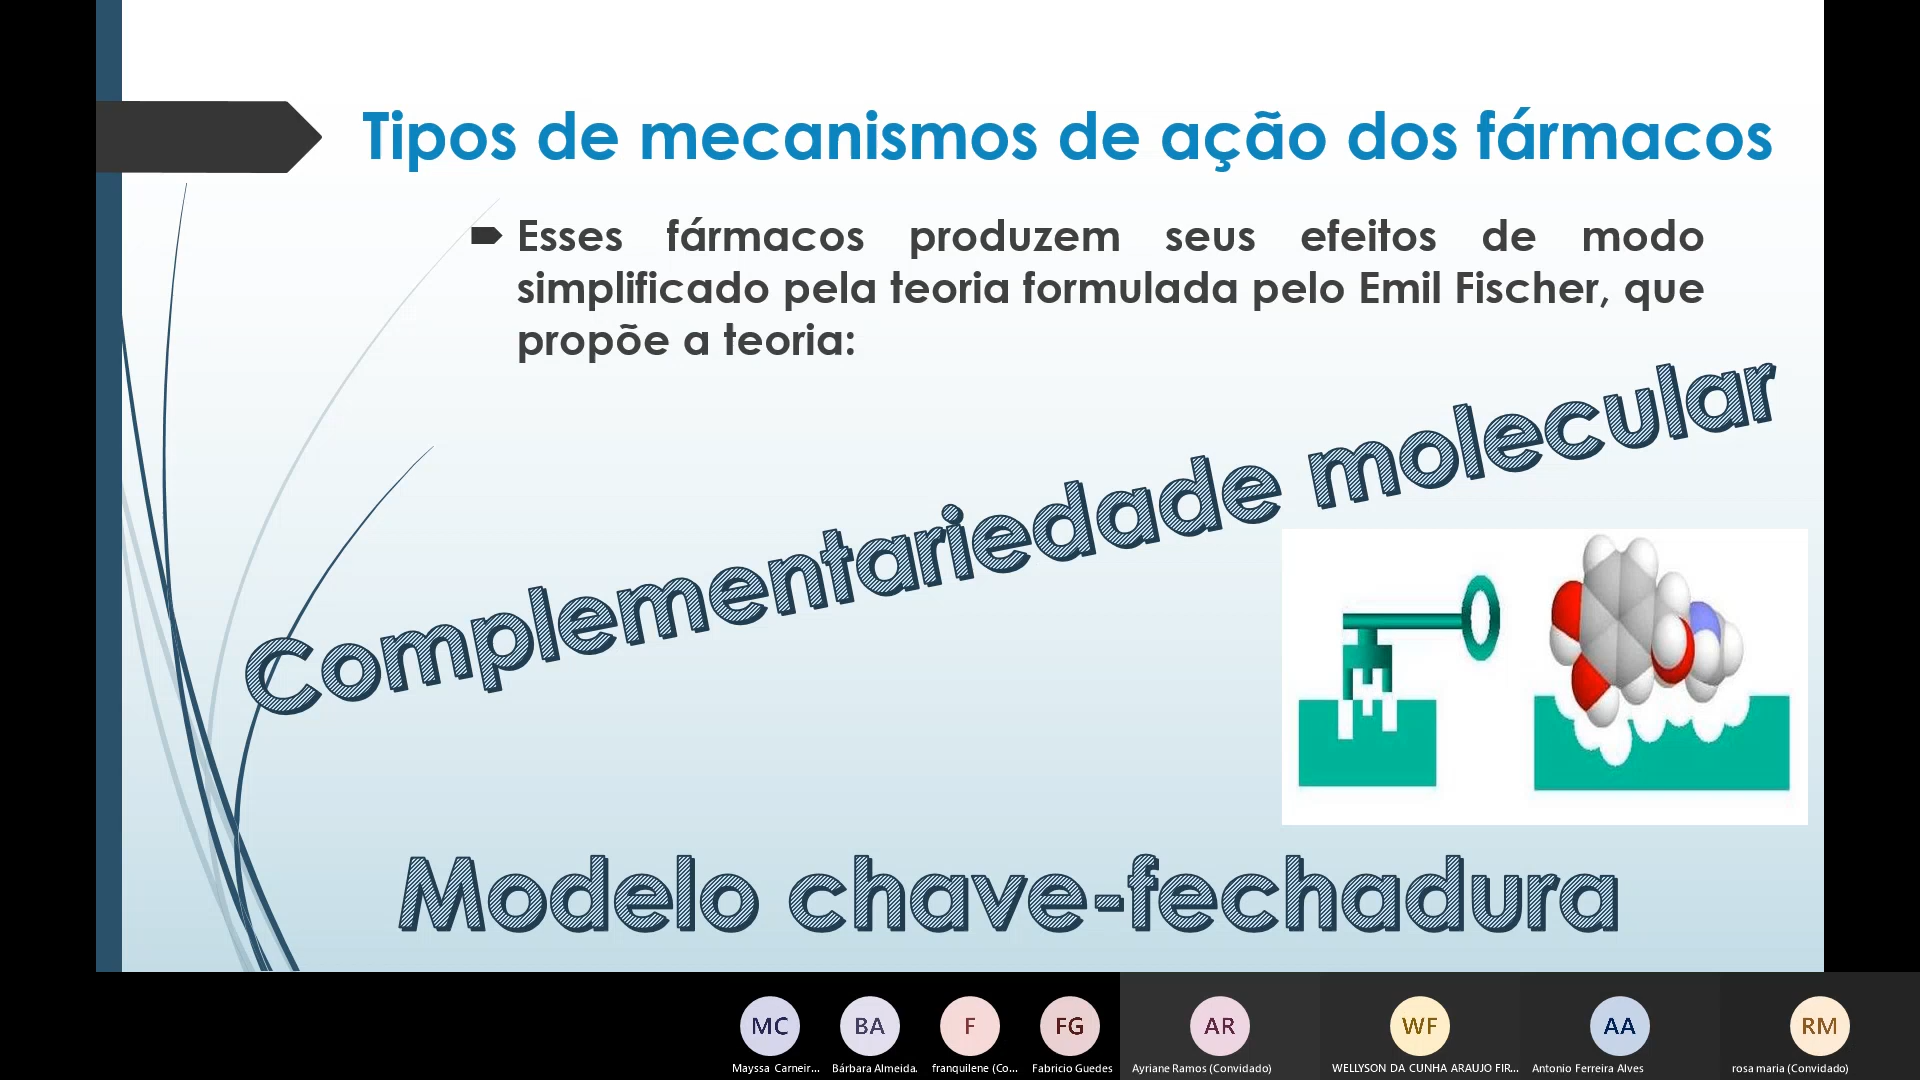 Tipos de mecanismos de ação dos fármacos
Esses fármacos produzem seus efeitos de modo
simplificado pela teoria formulada pelo Emil Fischer, que
propõe a teoria:
Complementariedade molecular
Modelo chave-fechadura
MC BA F FG AR WF AA RM
Mayssa Carneir... Bárbara Almeida. franquilene (Co... Fabricio Guedes Ayriane Ramos (Convidado) WELLYSON DA CUNHA ARAUJO FIR... Antonio Ferreira Alves rosa maria (Convidado)